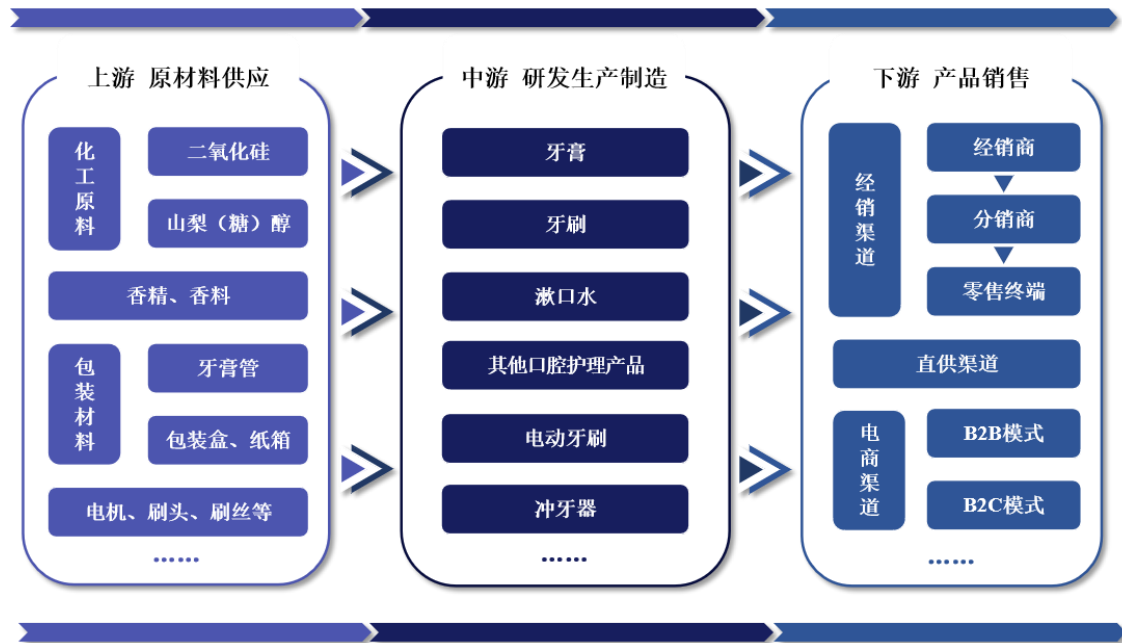 上游 原材料供应
化工原料
二氧化硅
山梨（糖）醇
香精、香料
包装材料
牙膏管
包装盒、纸箱
电机、刷头、刷丝等
……
中游 研发生产制造
牙膏
牙刷
漱口水
其他口腔护理产品
电动牙刷
冲牙器
……
下游 产品销售
经销渠道
经销商
分销商
零售终端
直供渠道
电商渠道
B2B模式
B2C模式
……